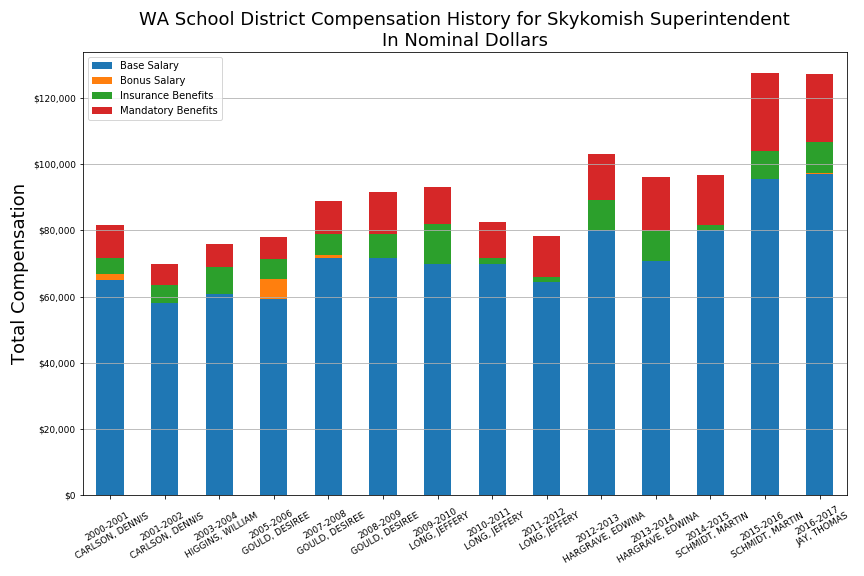 WA School District Compensation History for Skykomish Superintendent
In Nominal Dollars
Base Salary
Bonus Salary
Insurance Benefits
Mandatory Benefits
Total Compensation
$120,000
$100,000
$80,000
$60,000
$40,000
$20,000
$0
2000-2001
CARLSON, DENNIS
2001-2002
CARLSON, DENNIS
2003-2004
HIGGINS, WILLIAM
2005-2006
GOULD, DESIREE
2007-2008
GOULD, DESIREE
2008-2009
GOULD, DESIREE
2009-2010
LONG, JEFFERY
2010-2011
LONG, JEFFERY
2011-2012
LONG, JEFFERY
2012-2013
HARGRAVE, EDWINA
2013-2014
HARGRAVE, EDWINA
2014-2015
SCHMIDT, MARTIN
2015-2016
SCHMIDT, MARTIN
2016-2017
JAY, THOMAS